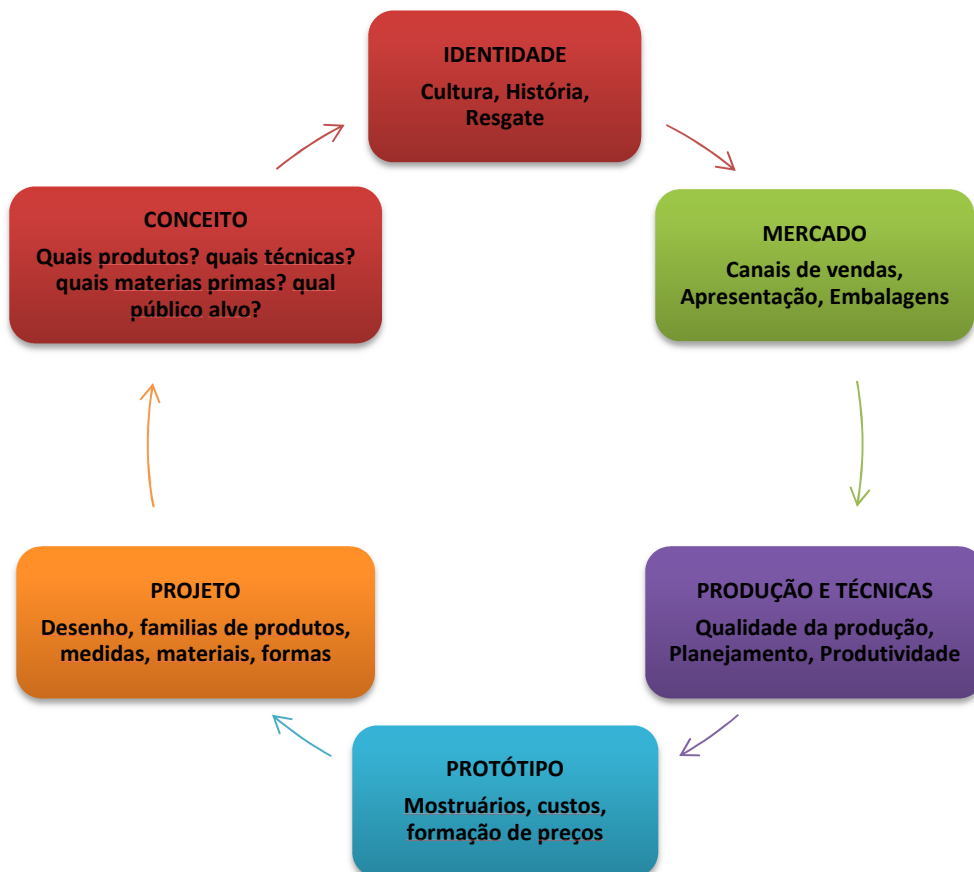 IDENTIDADE
Cultura, História,
Resgate
MERCADO
Canais de vendas,
Apresentação, Embalagens
PRODUÇÃO E TÉCNICAS
Qualidade da produção,
Planejamento, Produtividade
PROTÓTIPO
Mostruários, custos,
formação de preços
PROJETO
Desenho, familias de produtos,
medidas, materiais, formas
CONCEITO
Quais produtos? quais técnicas?
quais materias primas? qual
público alvo?